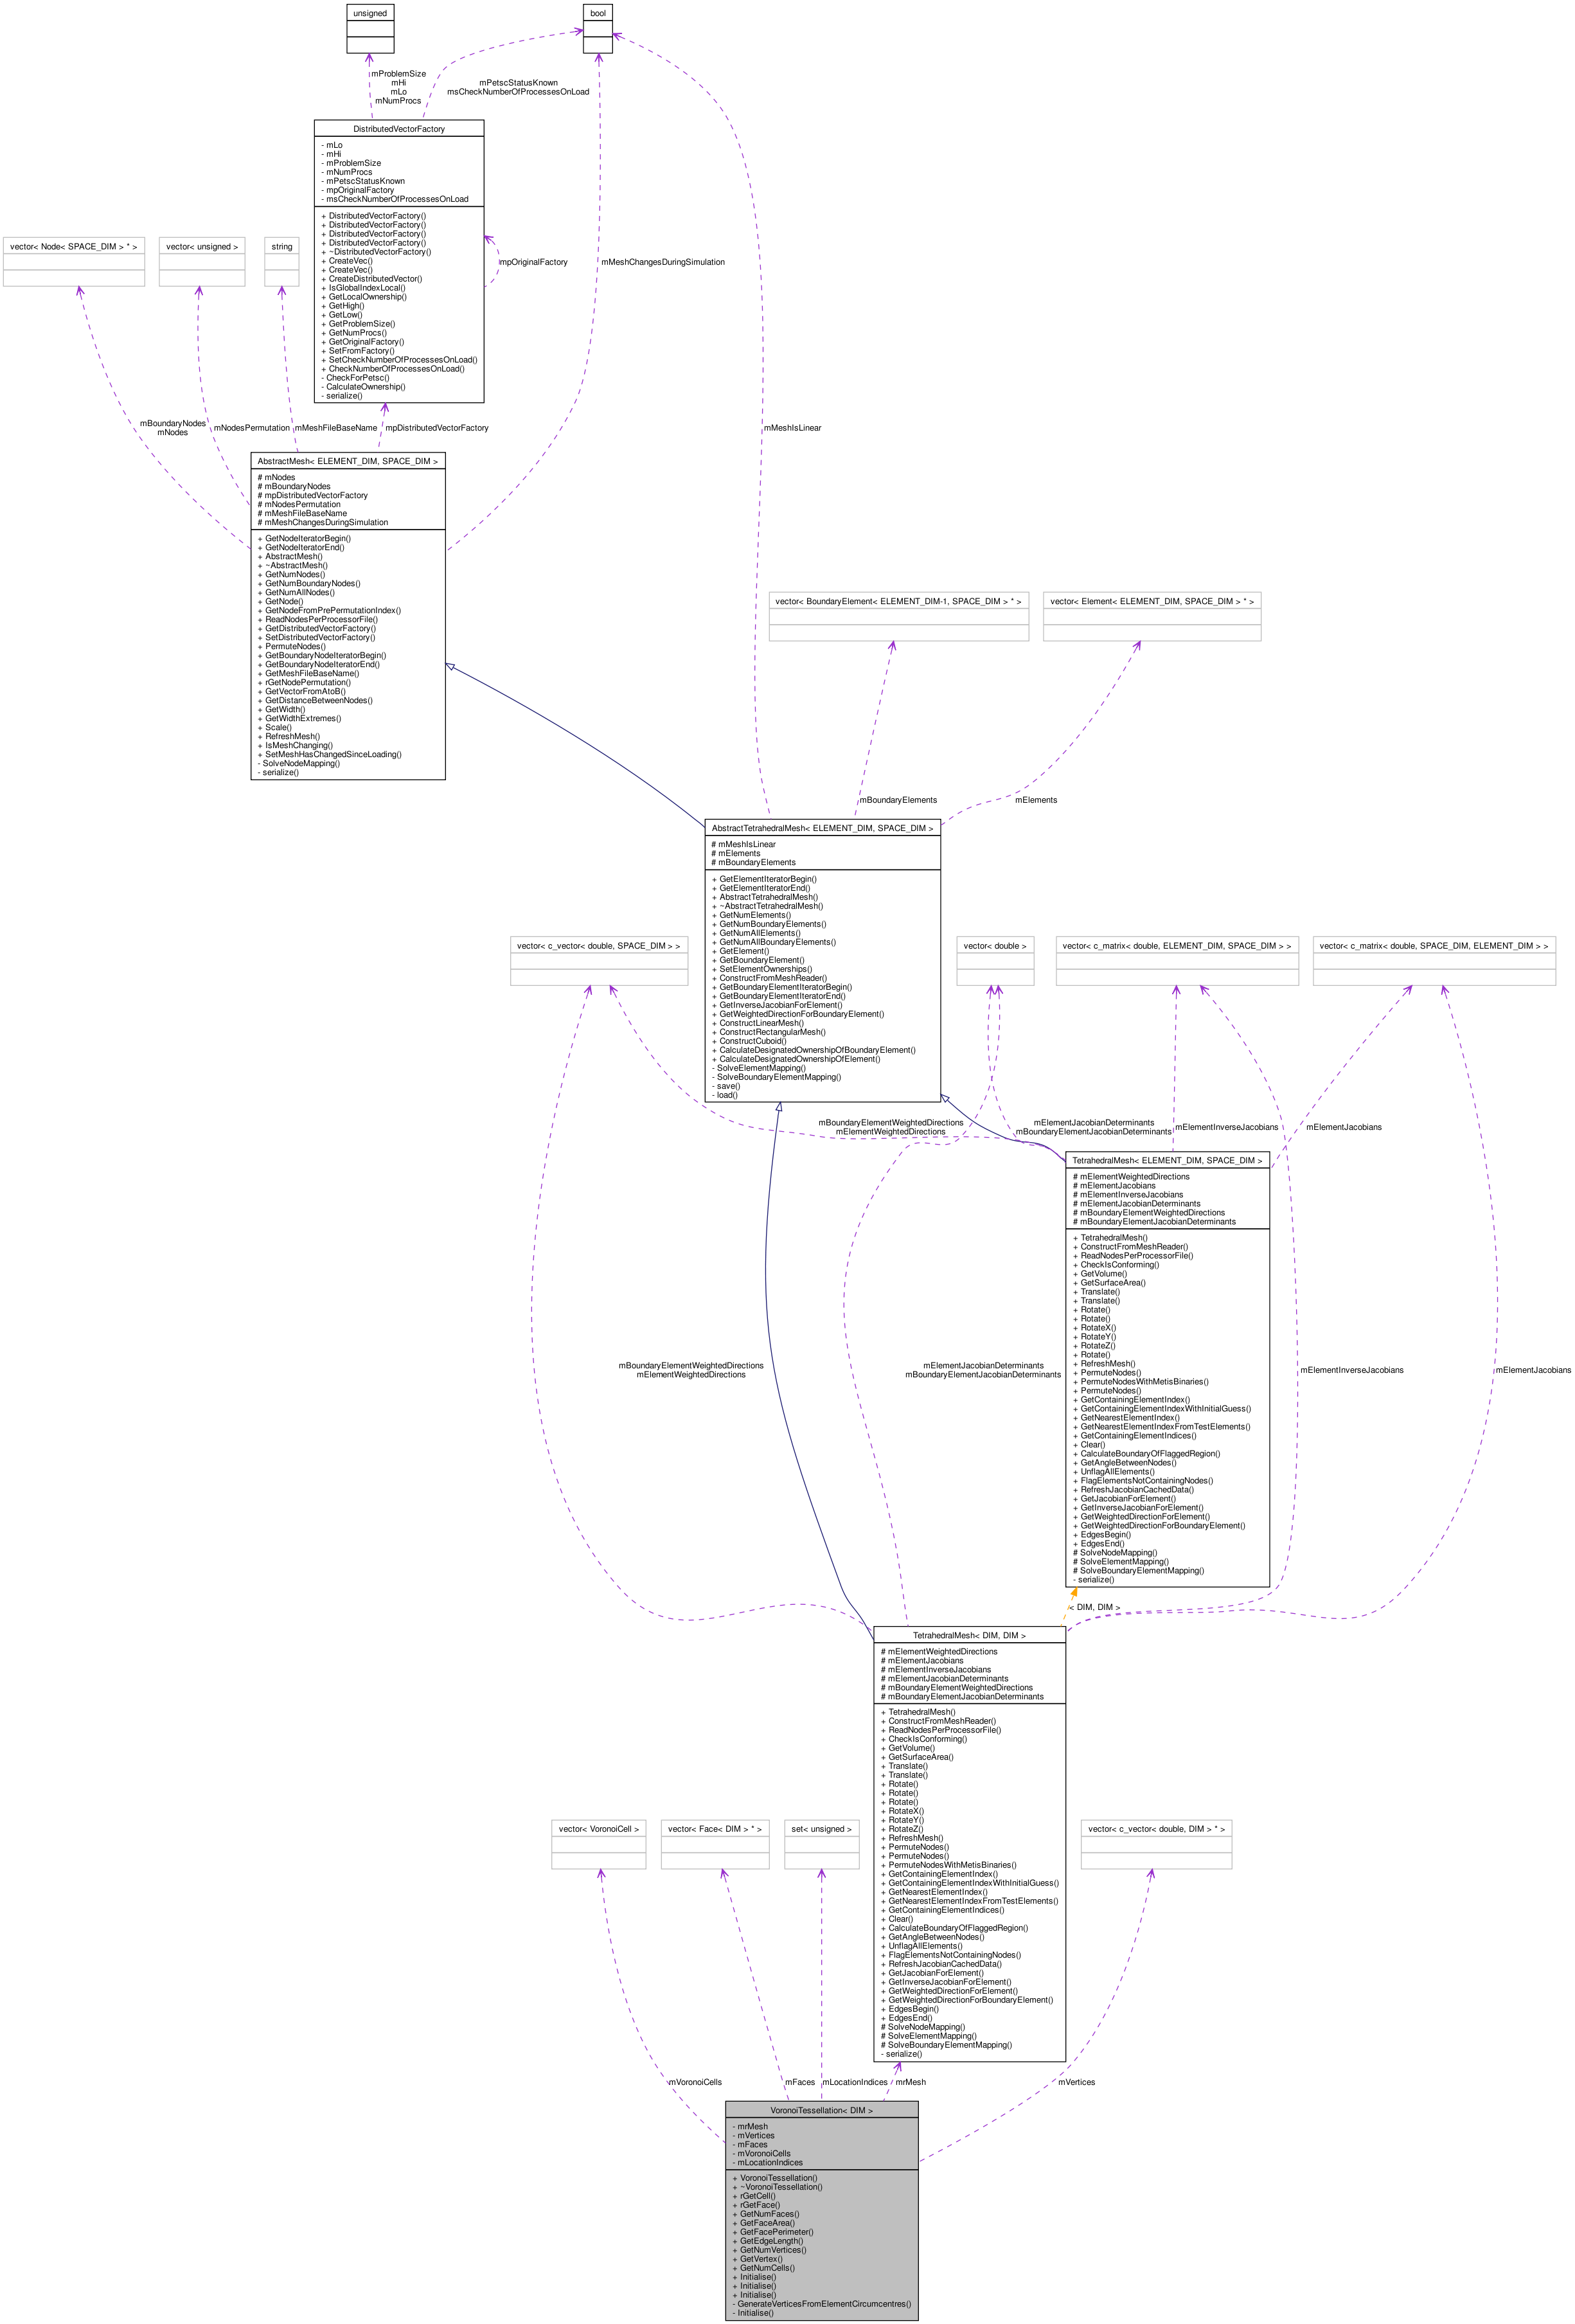 unsigned
bool
mProblemSize
mHi
mLo
mNumProcs
mPetscStatusKnown
msCheckNumberOfProcessesOnLoad
DistributedVectorFactory
- mLo
- mHi
- mProblemSize
- mNumProcs
- mPetscStatusKnown
- mpOriginalFactory
- msCheckNumberOfProcessesOnLoad
+ DistributedVectorFactory()
+ DistributedVectorFactory()
+ DistributedVectorFactory()
+ DistributedVectorFactory()
+ ~DistributedVectorFactory()
+ CreateVec()
+ CreateVec()
+ CreateDistributedVector()
+ IsGlobalIndexLocal()
+ GetLocalOwnership()
+ GetHigh()
+ GetLow()
+ GetProblemSize()
+ GetNumProcs()
+ GetOriginalFactory()
+ SetFromFactory()
+ SetCheckNumberOfProcessesOnLoad()
+ CheckNumberOfProcessesOnLoad()
- CheckForPetsc()
- CalculateOwnership()
- serialize()
vector< Node< SPACE_DIM > * >
vector< unsigned >
string
mpOriginalFactory
mMeshChangesDuringSimulation
mBoundaryNodes
mNodes
mNodesPermutation
mMeshFileBaseName
mpDistributedVectorFactory
mMeshIsLinear
AbstractMesh< ELEMENT_DIM, SPACE_DIM >
# mNodes
# mBoundaryNodes
# mpDistributedVectorFactory
# mNodesPermutation
# mMeshFileBaseName
# mMeshChangesDuringSimulation
+ GetNodeIteratorBegin()
+ GetNodeIteratorEnd()
+ AbstractMesh()
+ ~AbstractMesh()
+ GetNumNodes()
+ GetNumBoundaryNodes()
+ GetNumAllNodes()
+ GetNode()
+ GetNodeFromPrePermutationIndex()
+ ReadNodesPerProcessorFile()
+ GetDistributedVectorFactory()
+ SetDistributedVectorFactory()
+ PermuteNodes()
+ GetBoundaryNodeIteratorBegin()
+ GetBoundaryNodeIteratorEnd()
+ GetMeshFileBaseName()
+ rGetNodePermutation()
+ GetVectorFromAtoB()
+ GetDistanceBetweenNodes()
+ GetWidth()
+ GetWidthExtremes()
+ Scale()
+ RefreshMesh()
+ IsMeshChanging()
+ SetMeshHasChangedSinceLoading()
- SolveNodeMapping()
- serialize()
vector< BoundaryElement< ELEMENT_DIM-1, SPACE_DIM > * >
vector< Element< ELEMENT_DIM, SPACE_DIM > * >
mBoundaryElements
mElements
AbstractTetrahedralMesh< ELEMENT_DIM, SPACE_DIM >
# mMeshIsLinear
# mElements
# mBoundaryElements
+ GetElementIteratorBegin()
+ GetElementIteratorEnd()
+ AbstractTetrahedralMesh()
+ ~AbstractTetrahedralMesh()
+ GetNumElements()
+ GetNumBoundaryElements()
+ GetNumAllElements()
+ GetNumAllBoundaryElements()
+ GetElement()
+ GetBoundaryElement()
+ SetElementOwnerships()
+ ConstructFromMeshReader()
+ GetBoundaryElementIteratorBegin()
+ GetBoundaryElementIteratorEnd()
+ GetInverseJacobianForElement()
+ GetWeightedDirectionForBoundaryElement()
+ ConstructLinearMesh()
+ ConstructRectangularMesh()
+ ConstructCuboid()
+ CalculateDesignatedOwnershipOfBoundaryElement()
+ CalculateDesignatedOwnershipOfElement()
- SolveElementMapping()
- SolveBoundaryElementMapping()
- save()
- load()
vector< c_vector< double, SPACE_DIM > >
vector< double >
vector< c_matrix< double, ELEMENT_DIM, SPACE_DIM > >
vector< c_matrix< double, SPACE_DIM, ELEMENT_DIM > >
mBoundaryElementWeightedDirections
mElementWeightedDirections
mElementJacobianDeterminants
mBoundaryElementJacobianDeterminants
mElementInverseJacobians
mElementJacobians
TetrahedralMesh< ELEMENT_DIM, SPACE_DIM >
# mElementWeightedDirections
# mElementJacobians
# mElementInverseJacobians
# mElementJacobianDeterminants
# mBoundaryElementWeightedDirections
# mBoundaryElementJacobianDeterminants
+ TetrahedralMesh()
+ ConstructFromMeshReader()
+ ReadNodesPerProcessorFile()
+ CheckIsConforming()
+ GetVolume()
+ GetSurfaceArea()
+ Translate()
+ Translate()
+ Rotate()
+ Rotate()
+ RotateX()
+ RotateY()
+ RotateZ()
+ Rotate()
+ RefreshMesh()
+ PermuteNodes()
+ PermuteNodesWithMetisBinaries()
+ PermuteNodes()
+ GetContainingElementIndex()
+ GetContainingElementIndexWithInitialGuess()
+ GetNearestElementIndex()
+ GetNearestElementIndexFromTestElements()
+ GetContainingElementIndices()
+ Clear()
+ CalculateBoundaryOfFlaggedRegion()
+ GetAngleBetweenNodes()
+ UnflagAllElements()
+ FlagElementsNotContainingNodes()
+ RefreshJacobianCachedData()
+ GetJacobianForElement()
+ GetInverseJacobianForElement()
+ GetWeightedDirectionForElement()
+ GetWeightedDirectionForBoundaryElement()
+ EdgesBegin()
+ EdgesEnd()
# SolveNodeMapping()
# SolveElementMapping()
# SolveBoundaryElementMapping()
- serialize()
mBoundaryElementWeightedDirections
mElementWeightedDirections
mElementJacobianDeterminants
mBoundaryElementJacobianDeterminants
mElementInverseJacobians
mElementJacobians
< DIM, DIM >
TetrahedralMesh< DIM, DIM >
# mElementWeightedDirections
# mElementJacobians
# mElementInverseJacobians
# mElementJacobianDeterminants
# mBoundaryElementWeightedDirections
# mBoundaryElementJacobianDeterminants
+ TetrahedralMesh()
+ ConstructFromMeshReader()
+ ReadNodesPerProcessorFile()
+ CheckIsConforming()
+ GetVolume()
+ GetSurfaceArea()
+ Translate()
+ Translate()
+ Rotate()
+ Rotate()
+ Rotate()
+ RotateX()
+ RotateY()
+ RotateZ()
+ RefreshMesh()
+ PermuteNodes()
+ PermuteNodes()
+ PermuteNodesWithMetisBinaries()
+ GetContainingElementIndex()
+ GetContainingElementIndexWithInitialGuess()
+ GetNearestElementIndex()
+ GetNearestElementIndexFromTestElements()
+ GetContainingElementIndices()
+ Clear()
+ CalculateBoundaryOfFlaggedRegion()
+ GetAngleBetweenNodes()
+ UnflagAllElements()
+ FlagElementsNotContainingNodes()
+ RefreshJacobianCachedData()
+ GetJacobianForElement()
+ GetInverseJacobianForElement()
+ GetWeightedDirectionForElement()
+ GetWeightedDirectionForBoundaryElement()
+ EdgesBegin()
+ EdgesEnd()
# SolveNodeMapping()
# SolveElementMapping()
# SolveBoundaryElementMapping()
- serialize()
vector< VoronoiCell >
vector< Face< DIM > * >
set< unsigned >
vector< c_vector< double, DIM > * >
mVoronoiCells
mFaces
mLocationIndices
mrMesh
mVertices
VoronoiTessellation< DIM >
- mrMesh
- mVertices
- mFaces
- mVoronoiCells
- mLocationIndices
+ VoronoiTessellation()
+ ~VoronoiTessellation()
+ rGetCell()
+ rGetFace()
+ GetNumFaces()
+ GetFaceArea()
+ GetFacePerimeter()
+ GetEdgeLength()
+ GetNumVertices()
+ GetVertex()
+ GetNumCells()
+ Initialise()
+ Initialise()
+ Initialise()
- GenerateVerticesFromElementCircumcentres()
- Initialise()